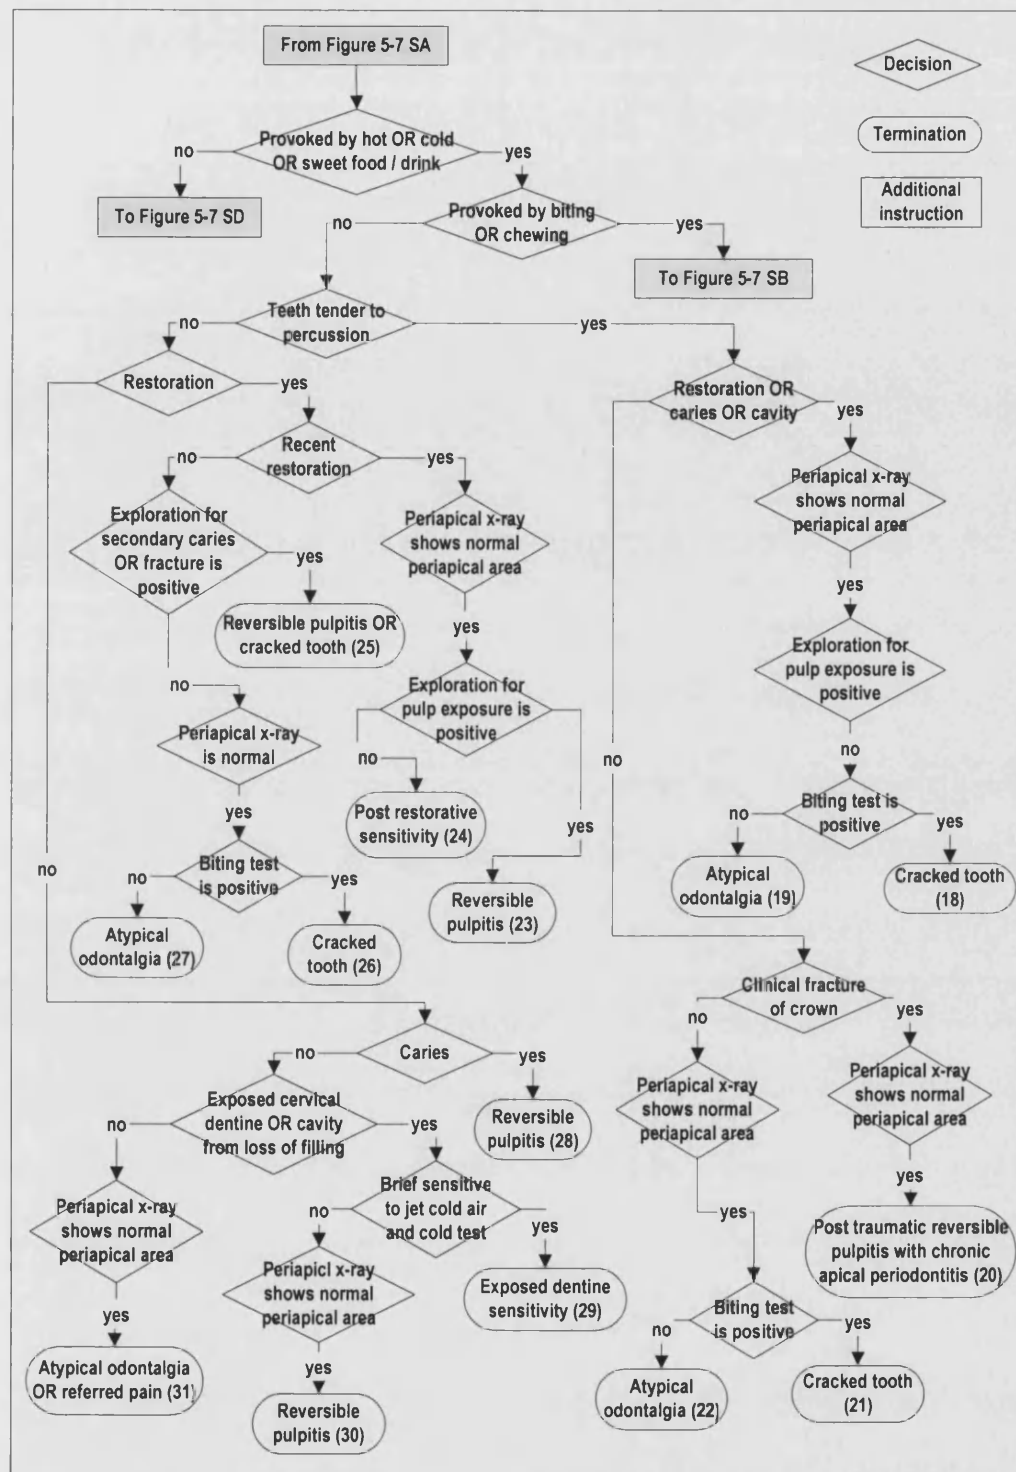 From Figure 5-7 SA
Decision
Provoked by hot OR cold
OR sweet food / drink
no
yes
Termination
To Figure 5-7 SD
Provoked by biting
OR chewing
no
yes
Additional
instruction
To Figure 5-7 SB
Teeth tender to
percussion
no
yes
Restoration
yes
Restoration OR
caries OR cavity
yes
Recent
restoration
no
yes
Periapical x-ray
shows normal
periapical area
Exploration for
secondary caries
OR fracture is
positive
yes
Periapical x-ray
shows normal
periapical area
yes
Reversible pulpitis OR
cracked tooth (25)
yes
Exploration for
pulp exposure is
positive
no
Exploration for
pulp exposure is
positive
Periapical x-ray
is normal
no
no
no
yes
Post restorative
sensitivity (24)
yes
Biting test is
positive
no
yes
no
Biting test
is positive
no
yes
Atypical
odontalgia (19)
Cracked tooth
(18)
Reversible
pulpitis (23)
Atypical
odontalgia (27)
Cracked
tooth (26)
Clinical fracture
of crown
no
yes
Caries
no
yes
Periapical x-ray
shows normal
periapical area
Periapical x-ray
shows normal
periapical area
Exposed cervical
dentine OR cavity
from loss of filling
no
yes
Reversible
pulpitis (28)
yes
Periapical x-ray
shows normal
periapical area
Brief sensitive
to jet cold air
and cold test
no
yes
yes
Post traumatic reversible
pulpitis with chronic
apical periodontitis (20)
Periapicl x-ray
shows normal
periapical area
Exposed dentine
sensitivity (29)
yes
Biting test
is positive
no
yes
Atypical odontalgia
OR referred pain (31)
yes
Reversible
pulpitis (30)
Atypical
odontalgia (22)
Cracked tooth
(21)